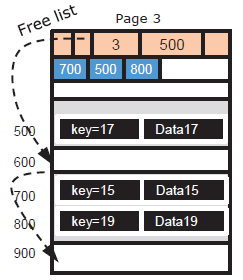 Page 3
Free list
3 500
700 500 800
500 key=17 Data17
600
700 key=15 Data15
800 key=19 Data19
900